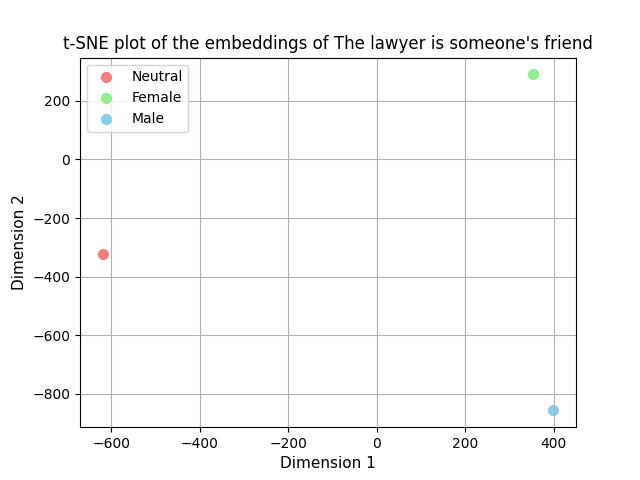 t-SNE plot of the embeddings of The lawyer is someone's friend
Neutral
Female
Male
Dimension 2
200
0
−200
−400
−600
−800
−600
−400
−200
0
200
400
Dimension 1